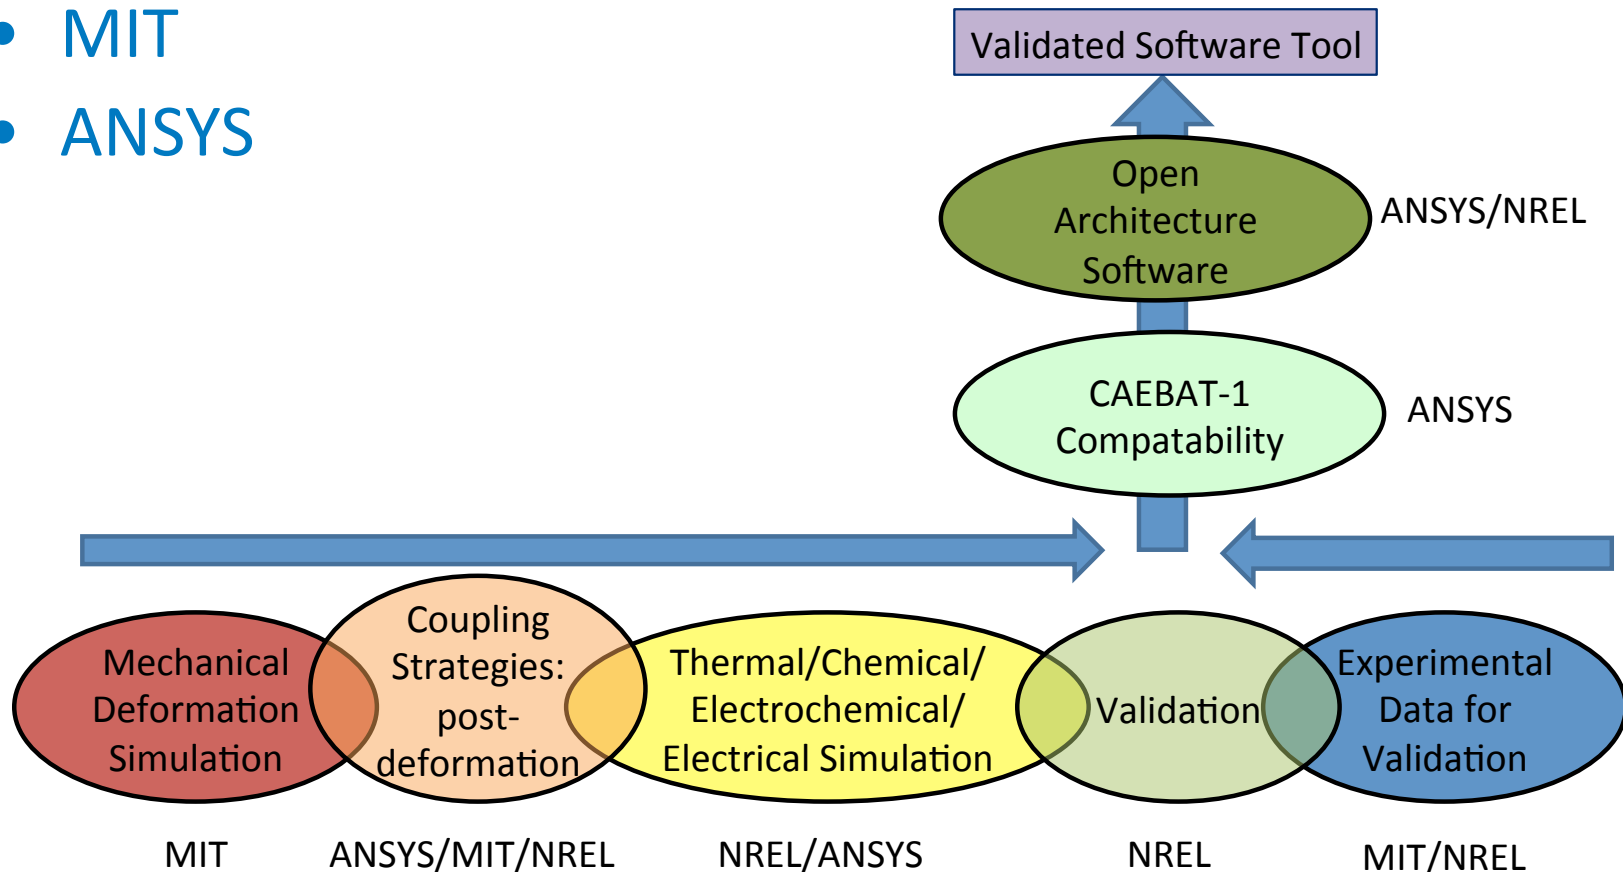 • MIT
• ANSYS
Validated Software Tool
Open
Architecture
Software
ANSYS/NREL
CAEBAT-1
Compatability
ANSYS
Mechanical
Deformation
Simulation
Coupling
Strategies:
post-
deformation
Thermal/Chemical/
Electrochemical/
Electrical Simulation
Validation
Experimental
Data for
Validation
MIT
ANSYS/MIT/NREL
NREL/ANSYS
NREL
MIT/NREL